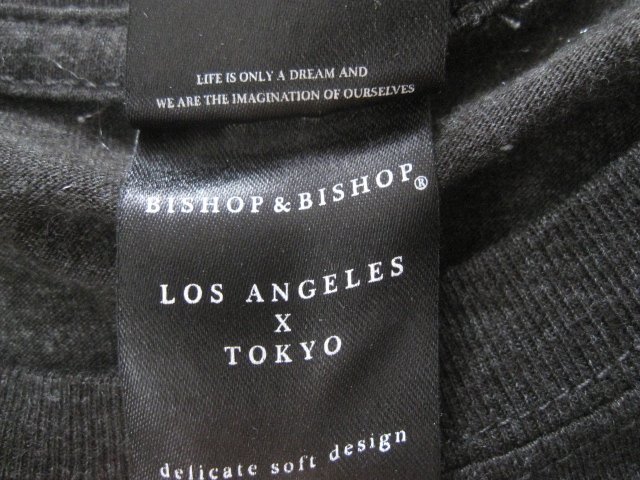 LIFE IS ONLY A DREAM AND
WE ARE THE IMAGINATION OF OURSELVES
BISHOP & BISHOP®
LOS ANGELES
X
TOKYO
delicate soft design